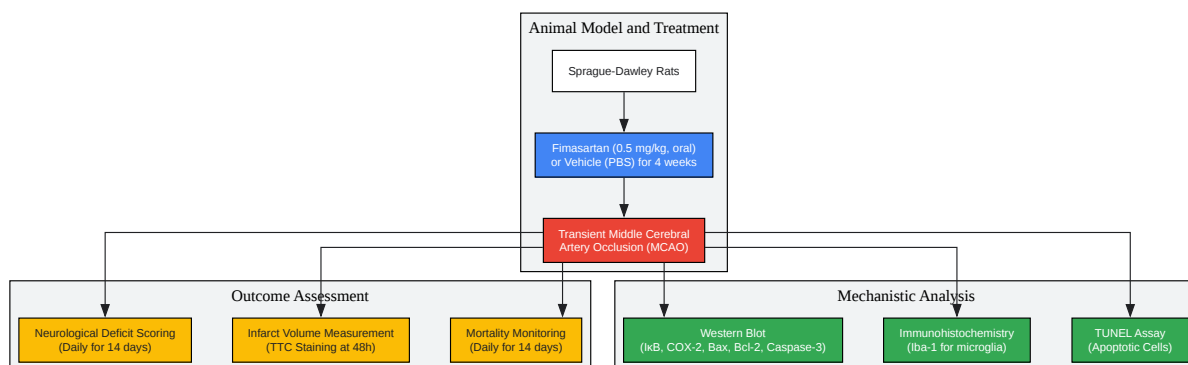 Animal Model and Treatment
Sprague-Dawley Rats
Fimasartan (0.5 mg/kg, oral)
or Vehicle (PBS) for 4 weeks
Transient Middle Cerebral
Artery Occlusion (MCAO)
Outcome Assessment
Neurological Deficit Scoring
(Daily for 14 days)
Infarct Volume Measurement
(TTC Staining at 48h)
Mortality Monitoring
(Daily for 14 days)
Mechanistic Analysis
Western Blot
(IκB, COX-2, Bax, Bcl-2, Caspase-3)
Immunohistochemistry
(Iba-1 for microglia)
TUNEL Assay
(Apoptotic Cells)